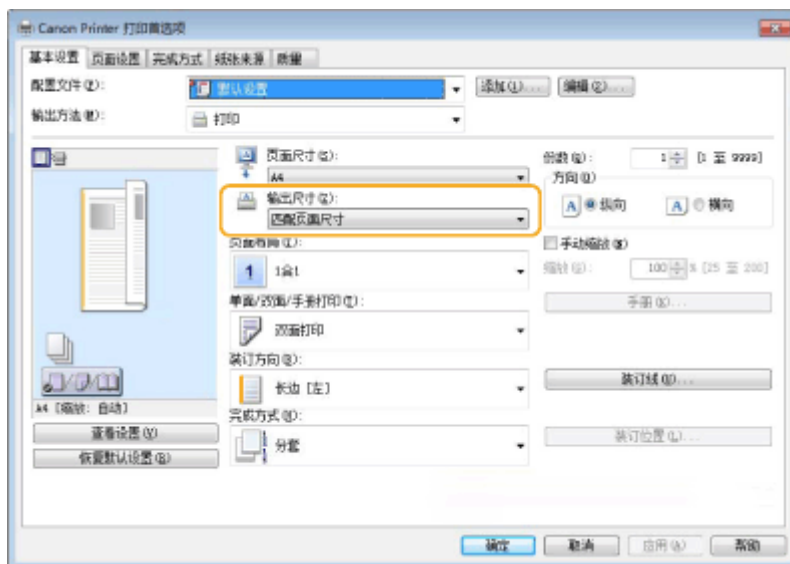 Canon Printer 打印首选项
基本设置 页面设置 完成方式 纸张来源 质量
配置文件(F): 默认设置 添加(1)... 编辑(2)...
输出方法(M): 打印
页面尺寸(S): 份数(Q): 1 [1 至 9999]
A4 方向(O)
输出尺寸(Z): A 纵向 A 横向
匹配页面尺寸
页面布局(L): 手动缩放(N)
1 1合1 缩放(G): 100 % [25 至 200]
单面/双面/手册打印(T): 手册(K)...
双面打印
装订方向(B):
长边 [左] 装订线(U)...
A4 [缩放: 自动] 完成方式(H):
查看设置(V) 分套 装订位置(L)...
恢复默认设置(R)
确定 取消 应用(A) 帮助